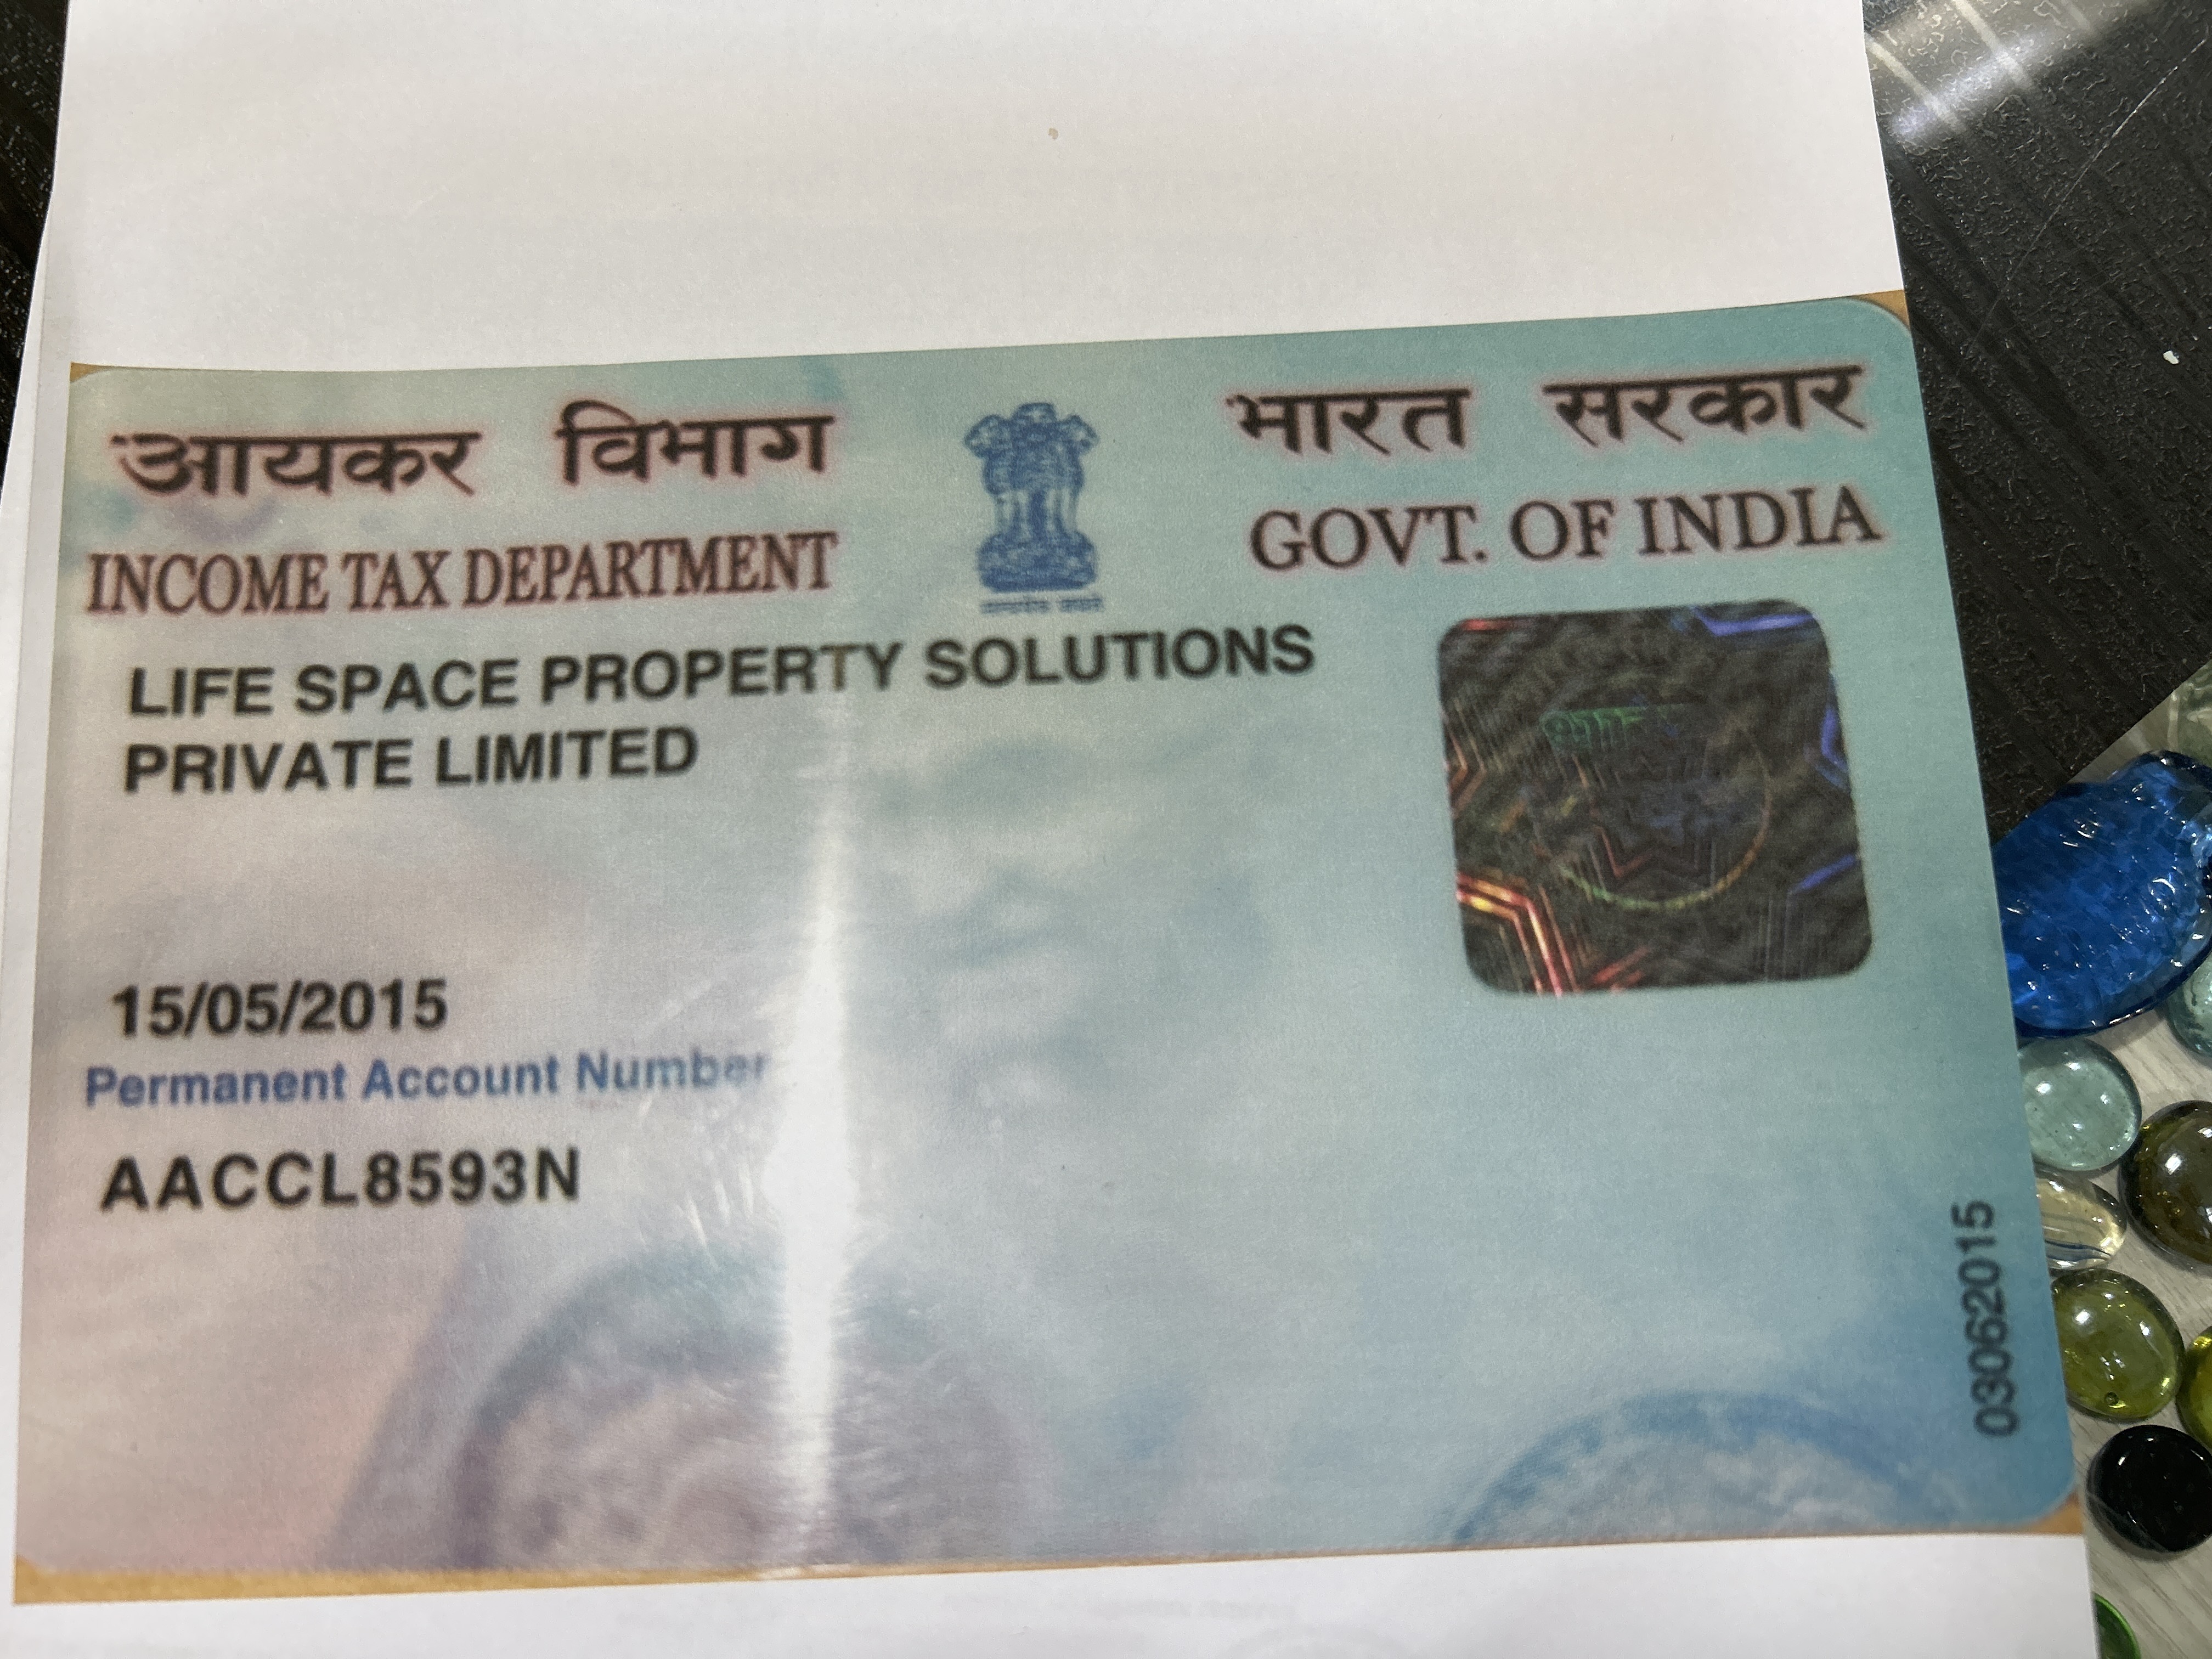 आयकर विभाग
भारत सरकार
INCOME TAX DEPARTMENT
GOVT. OF INDIA
LIFE SPACE PROPERTY SOLUTIONS
PRIVATE LIMITED
15/05/2015
Permanent Account Number
AACCL8593N
03062015